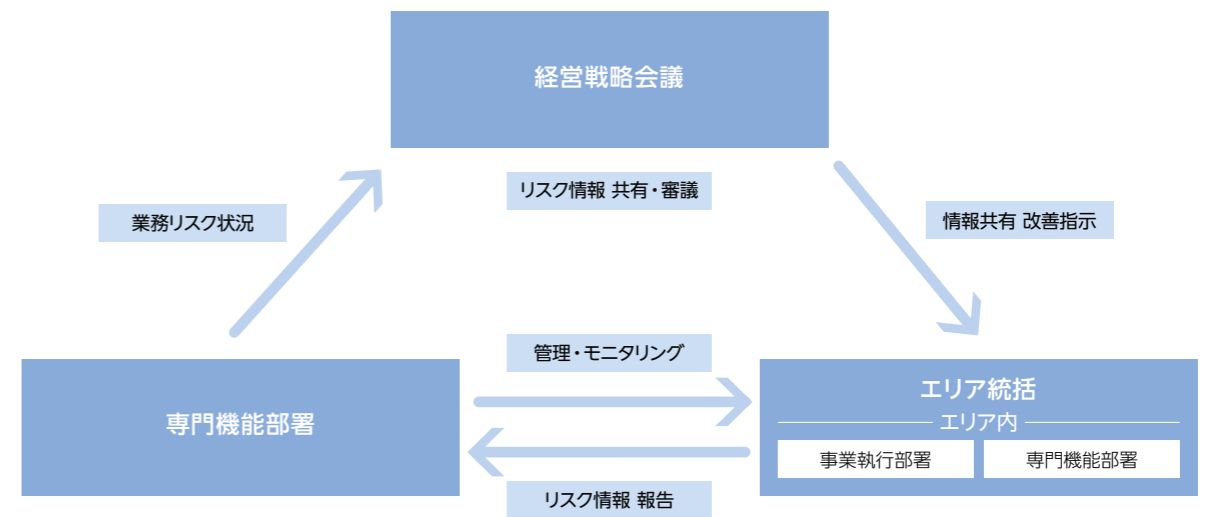 経営戦略会議
リスク情報 共有・審議
業務リスク状況
情報共有 改善指示
管理・モニタリング
専門機能部署
エリア統括
エリア内
事業執行部署
専門機能部署
リスク情報 報告